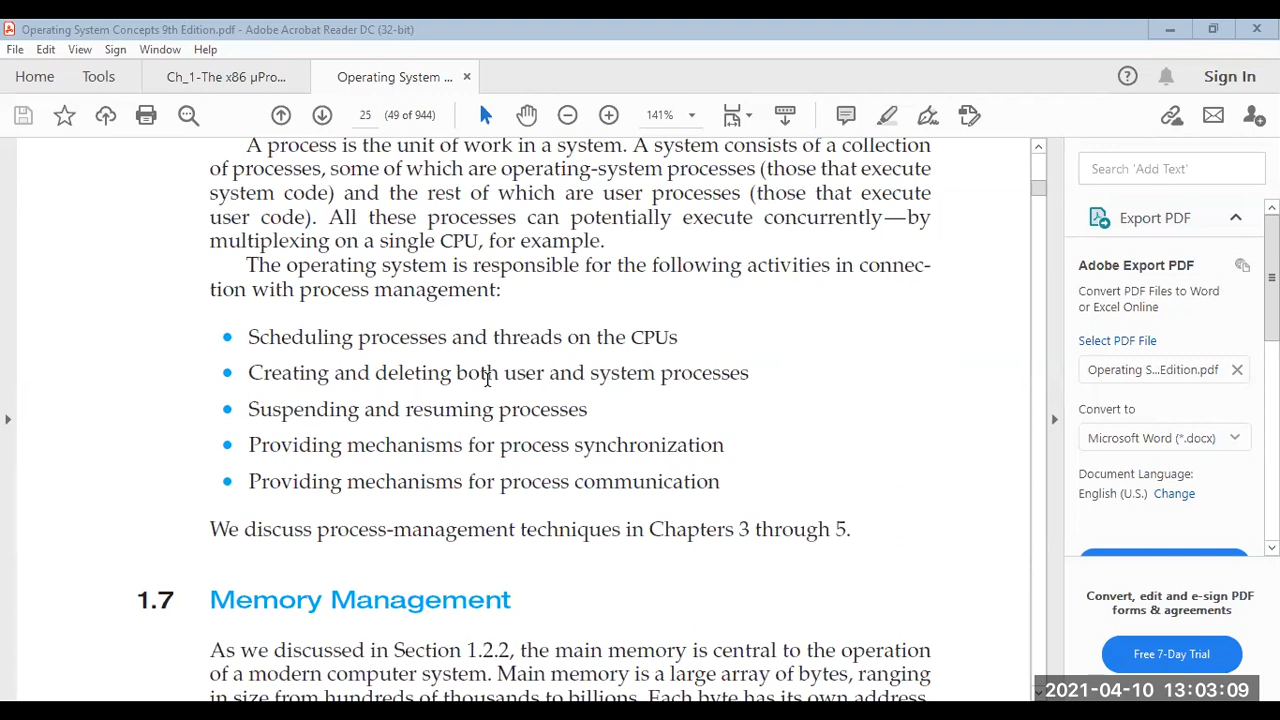 Operating System Concepts 9th Edition.pdf - Adobe Acrobat Reader DC (32-bit)
File Edit View Sign Window Help
Home Tools Ch_1-The x86 µPro... Operating System ... × Sign In
25 (49 of 944) 141%
A process is the unit of work in a system. A system consists of a collection
of processes, some of which are operating-system processes (those that execute
system code) and the rest of which are user processes (those that execute
user code). All these processes can potentially execute concurrently—by
multiplexing on a single CPU, for example.
The operating system is responsible for the following activities in connec-
tion with process management:
• Scheduling processes and threads on the CPUs
• Creating and deleting both user and system processes
• Suspending and resuming processes
• Providing mechanisms for process synchronization
• Providing mechanisms for process communication
We discuss process-management techniques in Chapters 3 through 5.
1.7 Memory Management
As we discussed in Section 1.2.2, the main memory is central to the operation
of a modern computer system. Main memory is a large array of bytes, ranging
in size from hundreds of thousands to billions. Each byte has its own address.
Search 'Add Text'
Export PDF
Adobe Export PDF
Convert PDF Files to Word
or Excel Online
Select PDF File
Operating S...Edition.pdf ×
Convert to
Microsoft Word (*.docx)
Document Language:
English (U.S.) Change
Convert, edit and e-sign PDF
forms & agreements
Free 7-Day Trial
2021-04-10 13:03:09